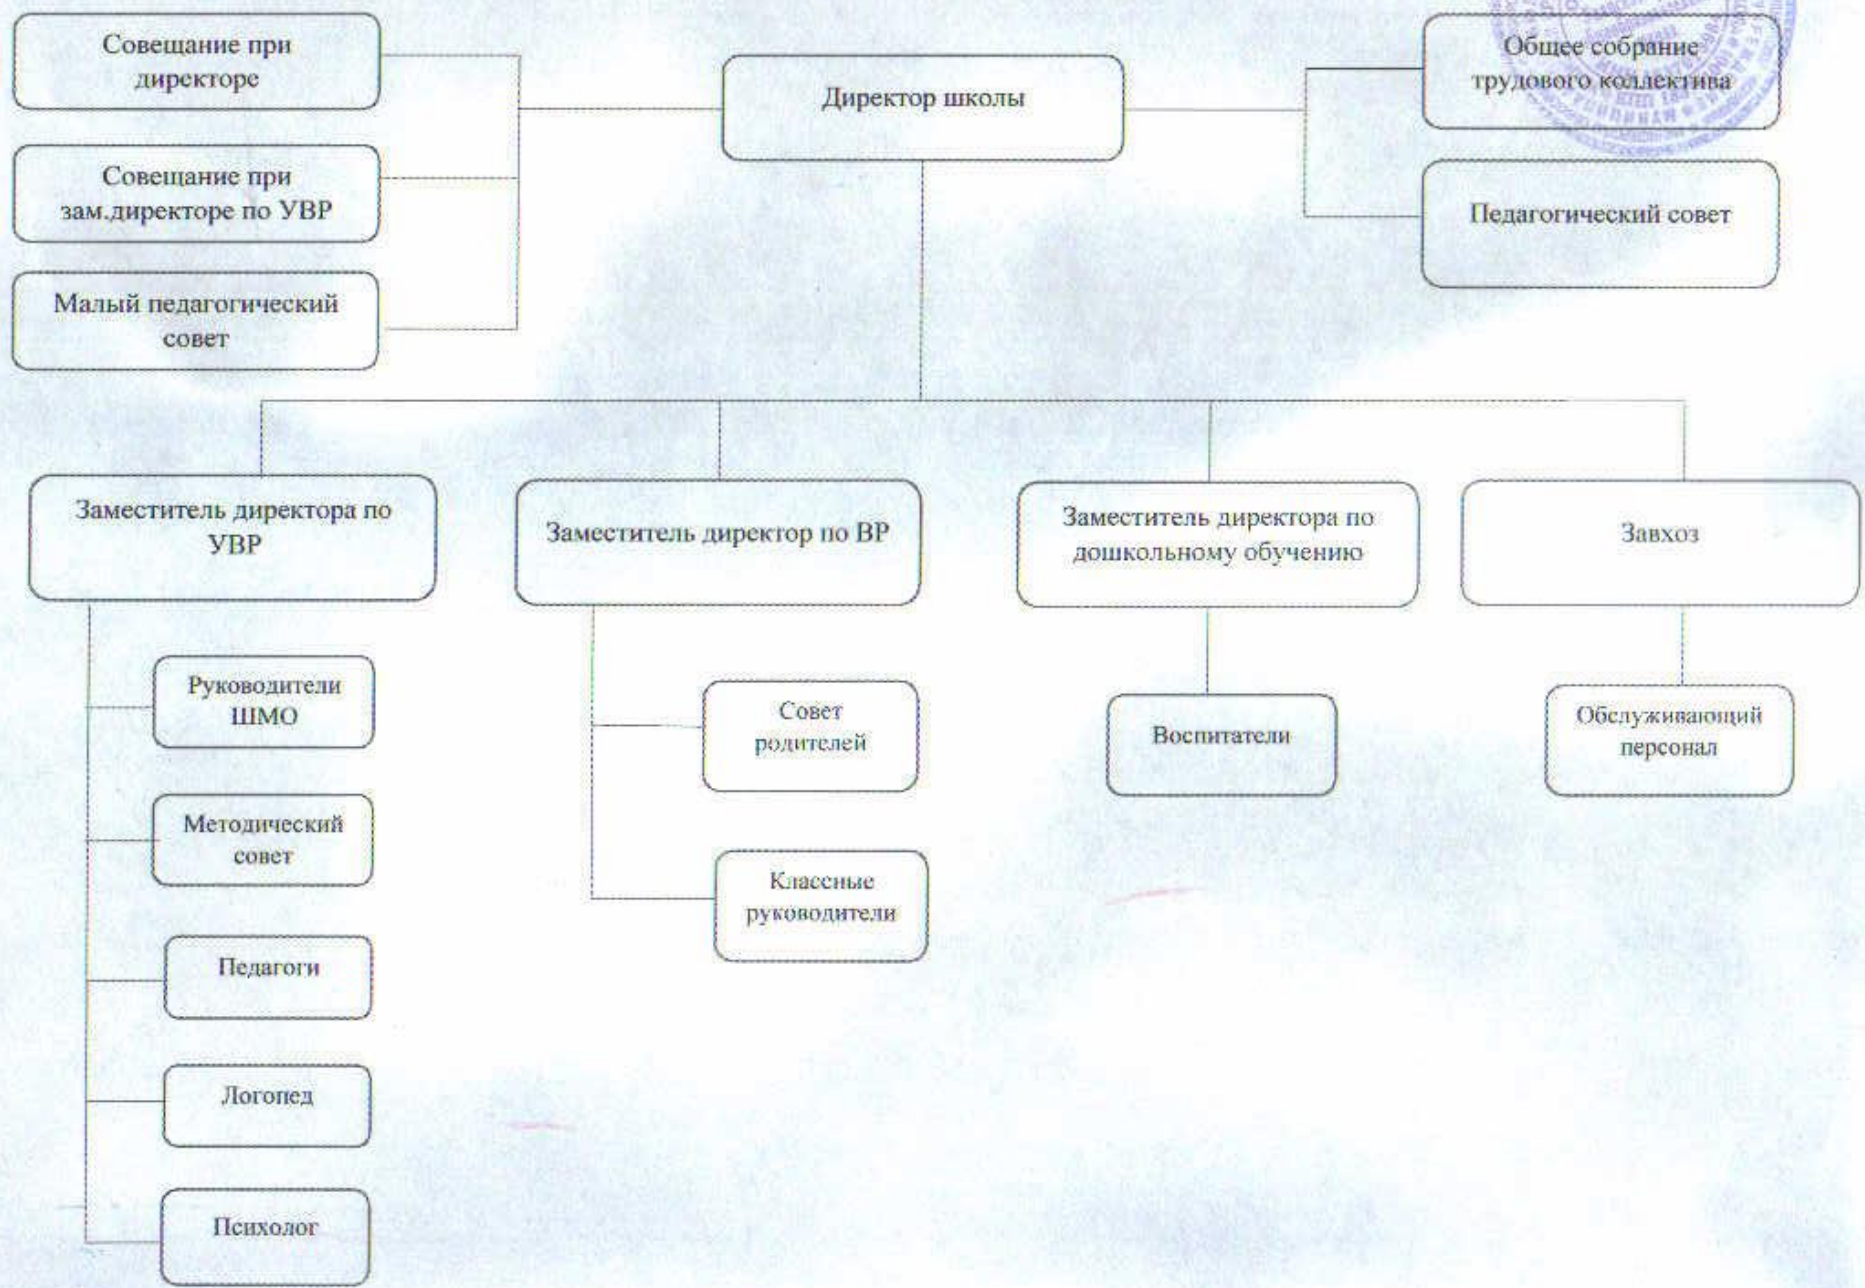 Совещание при
директоре
Директор школы
Общее собрание
трудового коллектива
Совещание при
зам.директоре по УВР
Педагогический совет
Малый педагогический
совет
Заместитель директора по
УВР
Заместитель директор по ВР
Заместитель директора по
дошкольному обучению
Завхоз
Руководители
ШМО
Методический
совет
Педагоги
Логопед
Психолог
Совет
родителей
Классные
руководители
Воспитатели
Обслуживающий
персонал